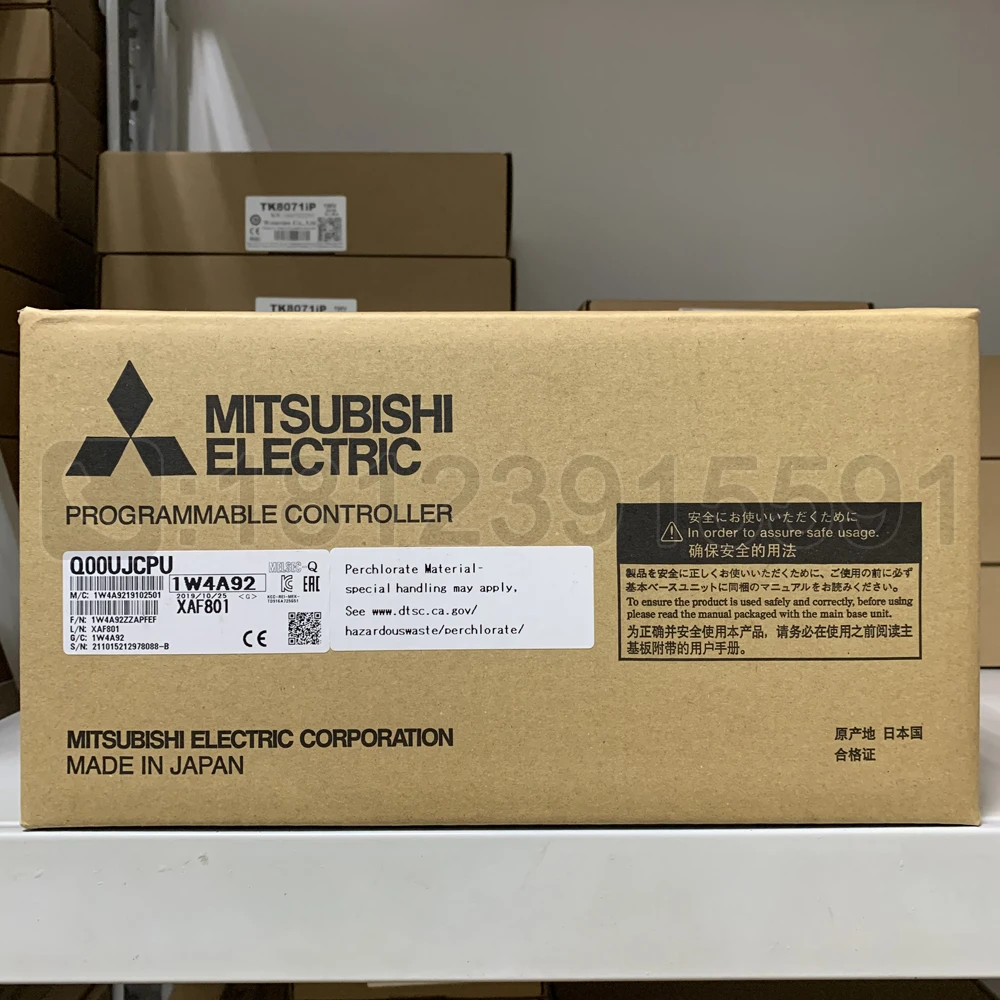 TK8071iP
TK8071iP
MITSUBISHI
ELECTRIC
:18123915591
PROGRAMMABLE CONTROLLER
Q00UJCPU
MELSEC-Q
1W4A92
M/C: 1W4A9219102501
2019/10/25 <G>
XAF801
F/N: 1W4A92ZZAPFEF
L/N: XAF801
G/C: 1W4A92
S/N: 211015212978088-B
EAC
CE
Perchlorate Material-
special handling may apply,
See www.dtsc.ca.gov/
hazardouswaste/perchlorate/
安全にお使いいただくために
In order to assure safe usage.
确保安全的用法
製品を安全に正しくお使いいただくために、ご使用の前に必ず
基本ベースユニットに同梱のマニュアルをお読みください。
To ensure the product is used safely and correctly, before using
please read the manual packaged with the main base unit.
为正确并安全使用本产品，请务必在使用之前阅读主
基板附带的用户手册。
MITSUBISHI ELECTRIC CORPORATION
MADE IN JAPAN
原产地 日本国
合格证